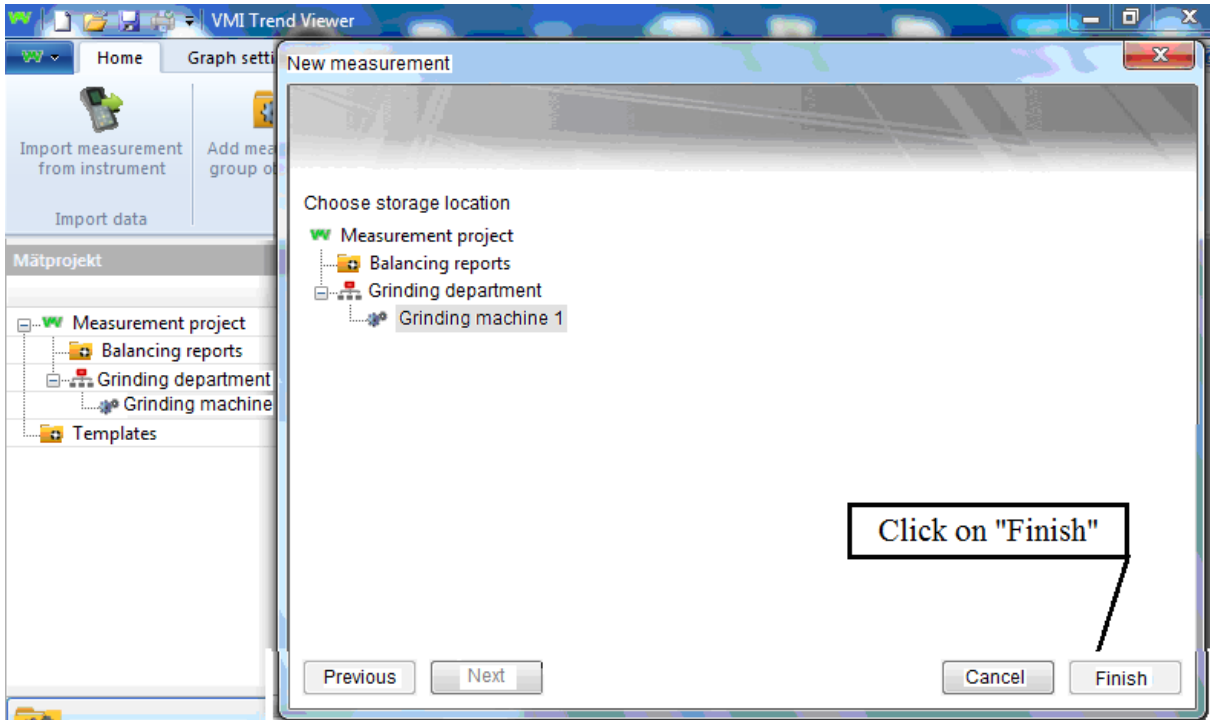 VMI Trend Viewer
Home
Graph setti
Import measurement
from instrument
Add mea
group o
Import data
Mätprojekt
Measurement project
Balancing reports
Grinding department
Grinding machine
Templates
New measurement
Choose storage location
Measurement project
Balancing reports
Grinding department
Grinding machine 1
Click on "Finish"
Previous
Next
Cancel
Finish